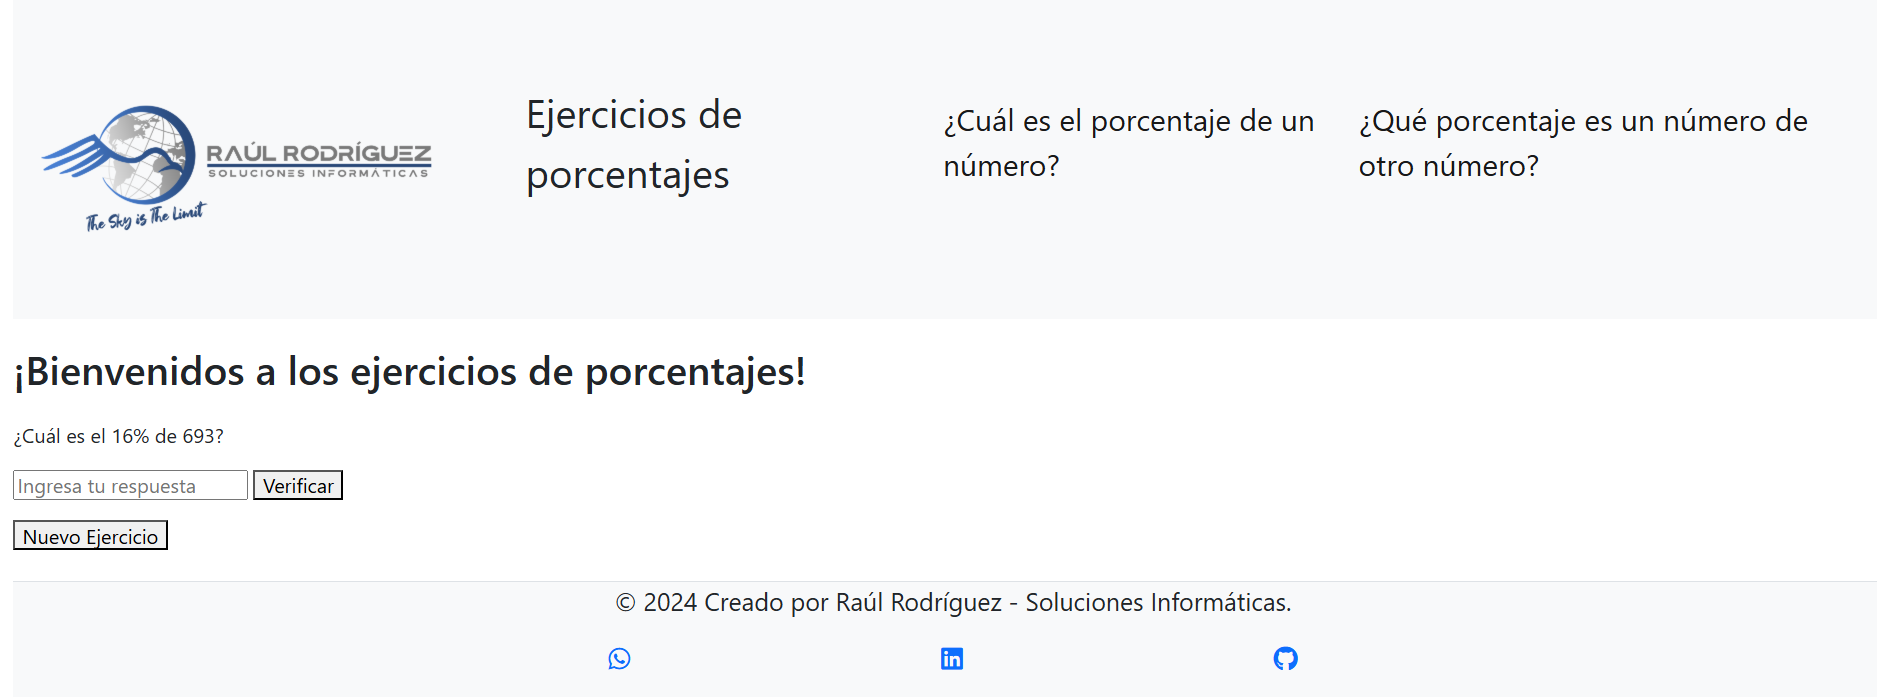 RAÚL RODRÍGUEZ
SOLUCIONES INFORMÁTICAS
The Sky is The Limit
Ejercicios de
porcentajes
¿Cuál es el porcentaje de un
número?
¿Qué porcentaje es un número de
otro número?
¡Bienvenidos a los ejercicios de porcentajes!
¿Cuál es el 16% de 693?
Ingresa tu respuesta Verificar
Nuevo Ejercicio
© 2024 Creado por Raúl Rodríguez - Soluciones Informáticas.
in